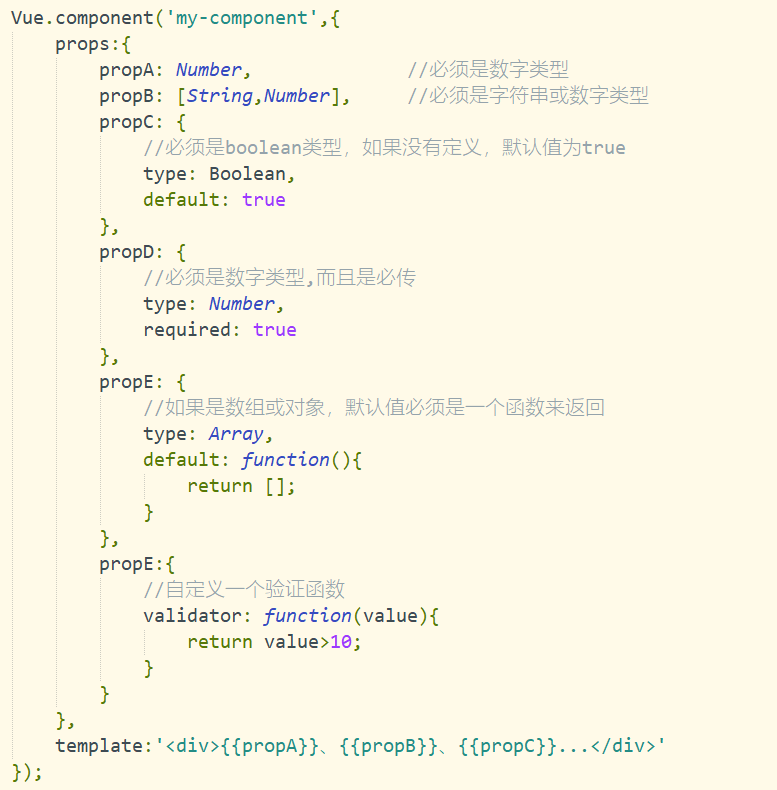 Vue.component('my-component',{
    props:{
        propA: Number,              //必须是数字类型
        propB: [String,Number],     //必须是字符串或数字类型
        propC: {
            //必须是boolean类型，如果没有定义，默认值为true
            type: Boolean,
            default: true
        },
        propD: {
            //必须是数字类型,而且是必传
            type: Number,
            required: true
        },
        propE: {
            //如果是数组或对象，默认值必须是一个函数来返回
            type: Array,
            default: function(){
                return [];
            }
        },
        propE:{
            //自定义一个验证函数
            validator: function(value){
                return value>10;
            }
        }
    },
    template:'<div>{{propA}}、{{propB}}、{{propC}}...</div>'
});